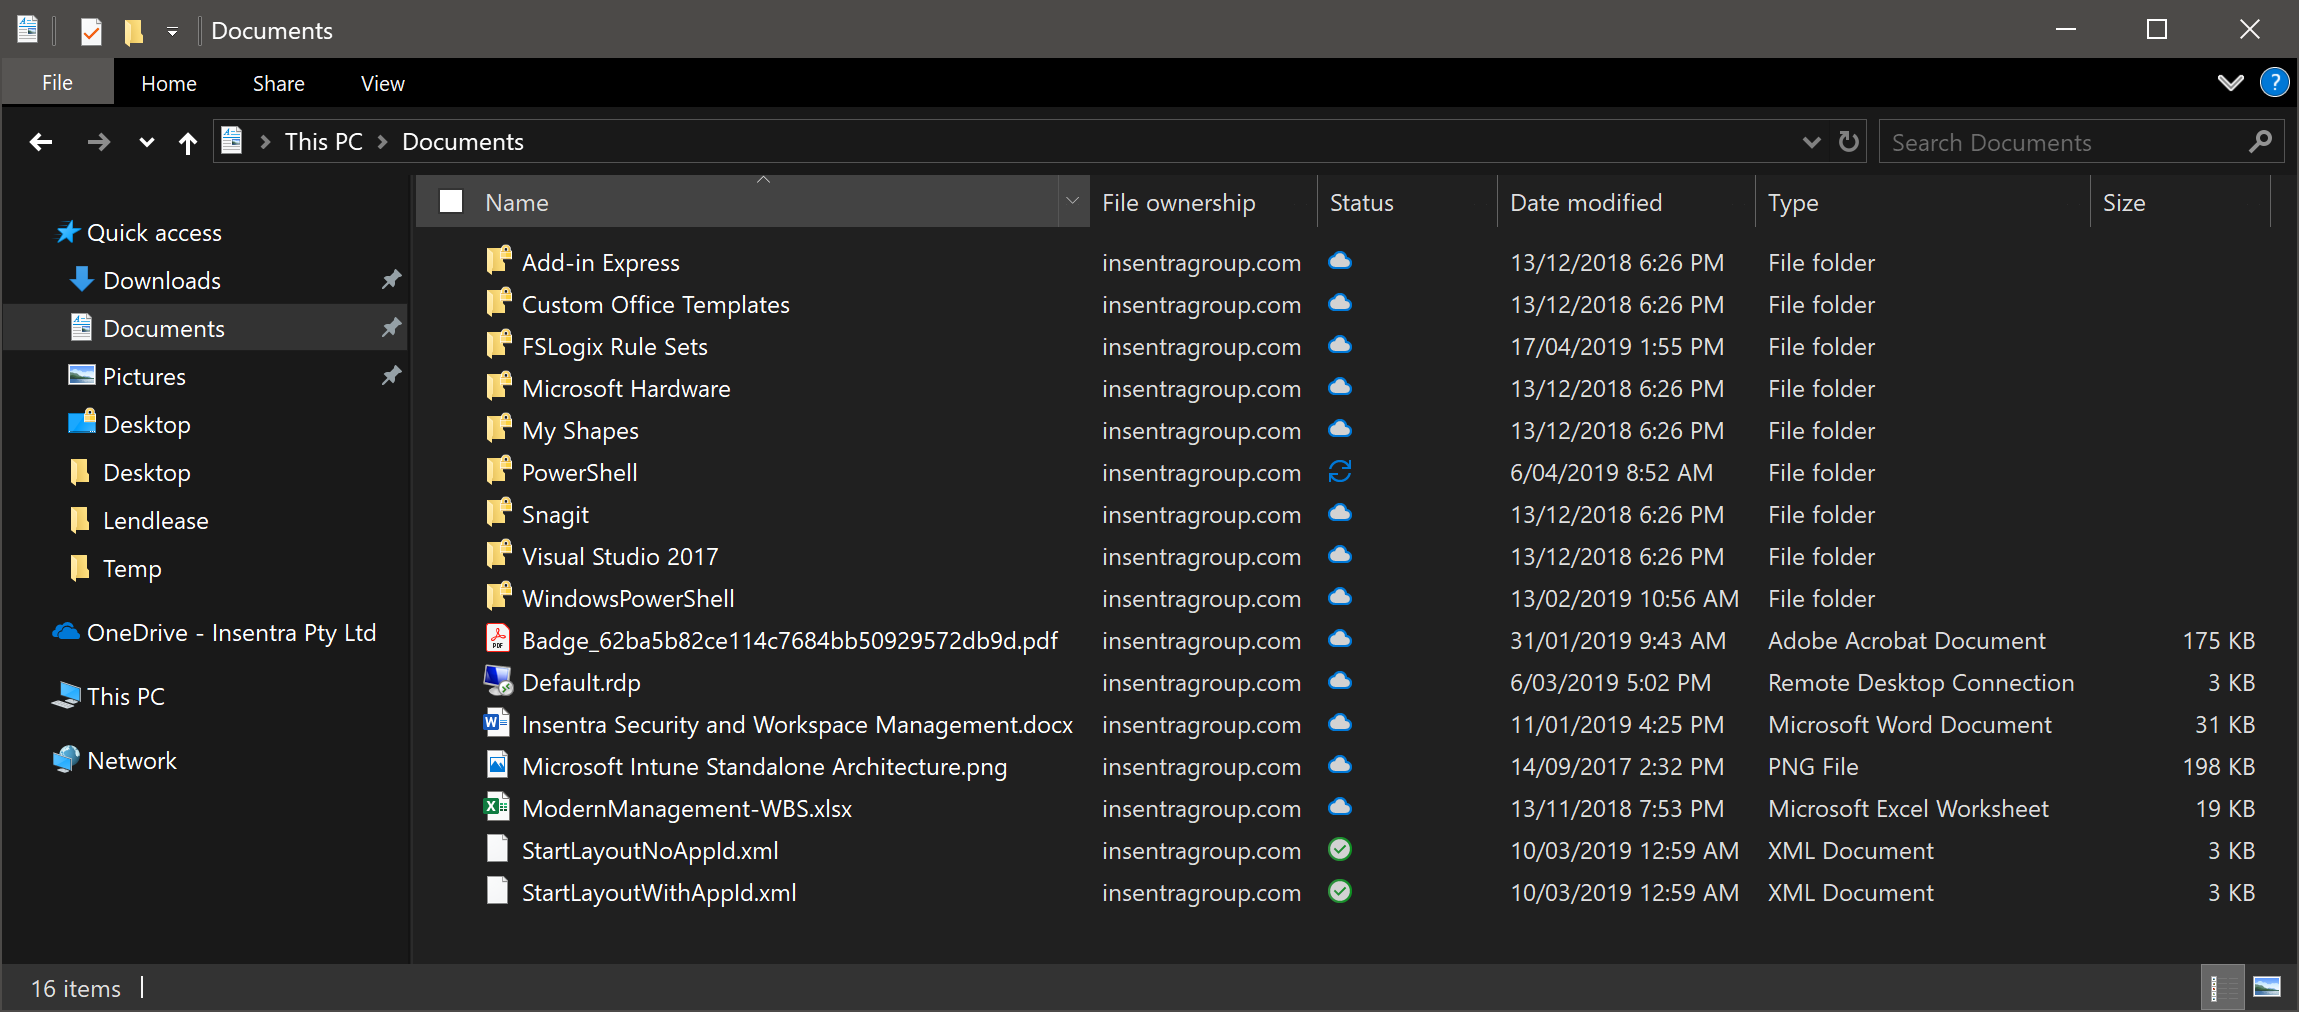 Documents
File Home Share View ?
This PC Documents Search Documents
Name File ownership Status Date modified Type Size
Quick access
Downloads
Documents
Pictures
Desktop
Desktop
Lendlease
Temp
OneDrive - Insentra Pty Ltd
This PC
Network
Add-in Express insentragroup.com 13/12/2018 6:26 PM File folder
Custom Office Templates insentragroup.com 13/12/2018 6:26 PM File folder
FSLogix Rule Sets insentragroup.com 17/04/2019 1:55 PM File folder
Microsoft Hardware insentragroup.com 13/12/2018 6:26 PM File folder
My Shapes insentragroup.com 13/12/2018 6:26 PM File folder
PowerShell insentragroup.com 6/04/2019 8:52 AM File folder
Snagit insentragroup.com 13/12/2018 6:26 PM File folder
Visual Studio 2017 insentragroup.com 13/12/2018 6:26 PM File folder
WindowsPowerShell insentragroup.com 13/02/2019 10:56 AM File folder
Badge_62ba5b82ce114c7684bb50929572db9d.pdf insentragroup.com 31/01/2019 9:43 AM Adobe Acrobat Document 175 KB
Default.rdp insentragroup.com 6/03/2019 5:02 PM Remote Desktop Connection 3 KB
Insentra Security and Workspace Management.docx insentragroup.com 11/01/2019 4:25 PM Microsoft Word Document 31 KB
Microsoft Intune Standalone Architecture.png insentragroup.com 14/09/2017 2:32 PM PNG File 198 KB
ModernManagement-WBS.xlsx insentragroup.com 13/11/2018 7:53 PM Microsoft Excel Worksheet 19 KB
StartLayoutNoAppId.xml insentragroup.com 10/03/2019 12:59 AM XML Document 3 KB
StartLayoutWithAppId.xml insentragroup.com 10/03/2019 12:59 AM XML Document 3 KB
16 items